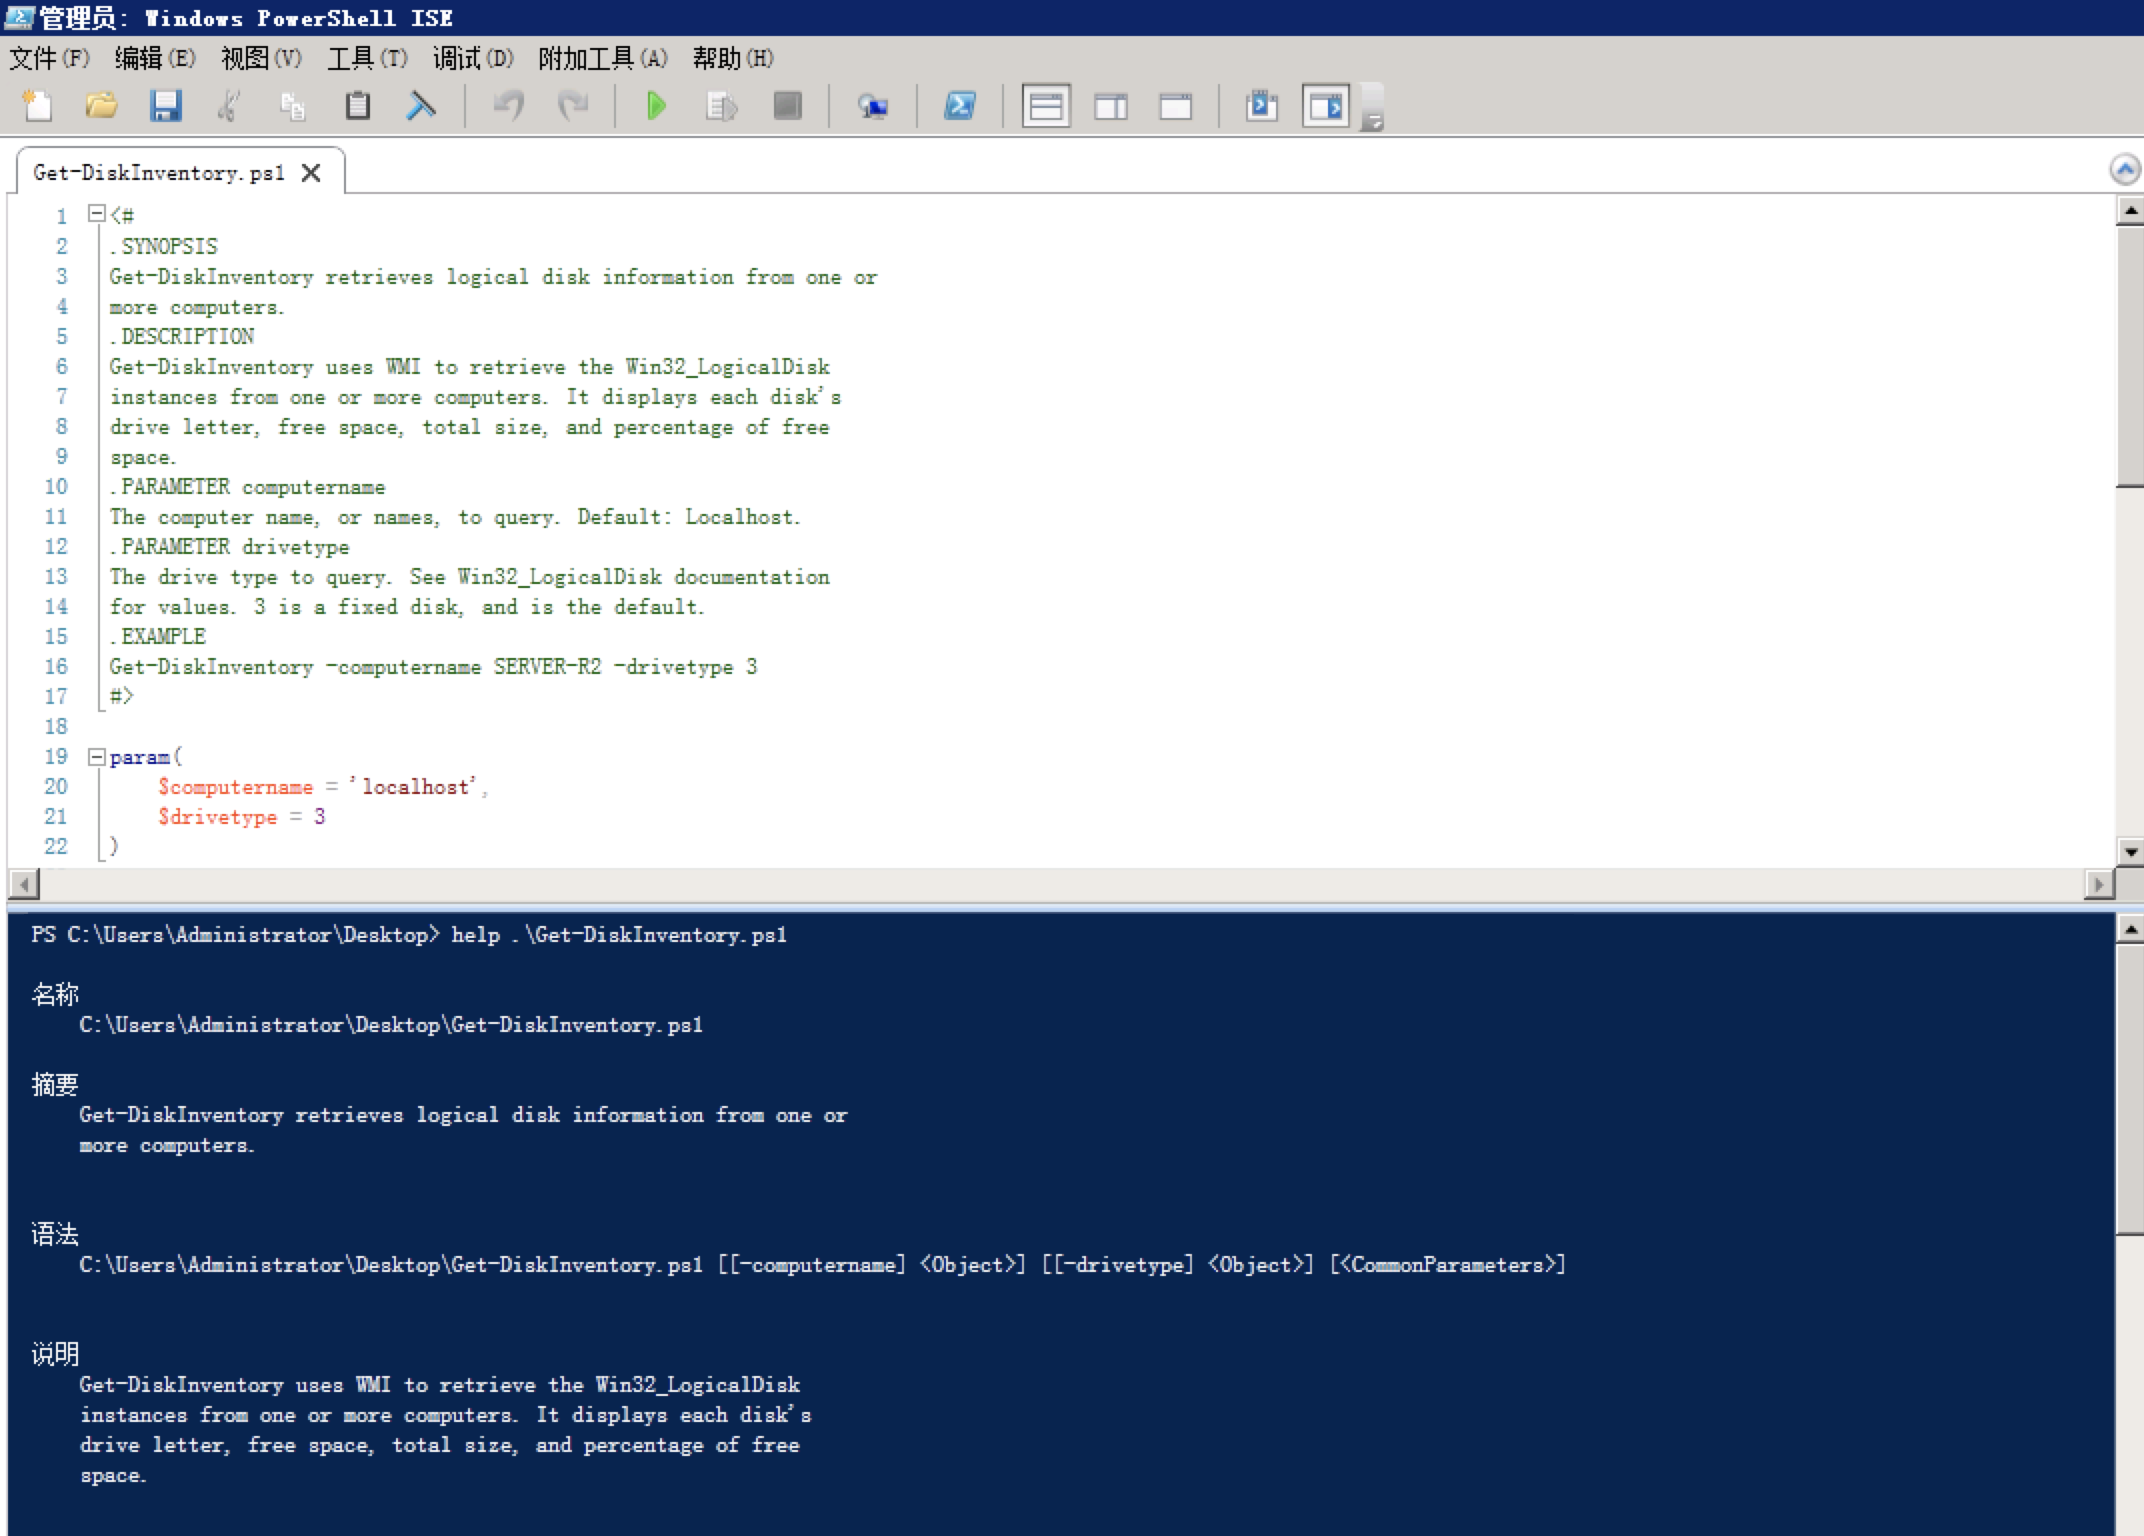 管理员: Windows PowerShell ISE
文件(F) 编辑(E) 视图(V) 工具(T) 调试(D) 附加工具(A) 帮助(H)
Get-DiskInventory.ps1
1 <#
2 .SYNOPSIS
3 Get-DiskInventory retrieves logical disk information from one or
4 more computers.
5 .DESCRIPTION
6 Get-DiskInventory uses WMI to retrieve the Win32_LogicalDisk
7 instances from one or more computers. It displays each disk's
8 drive letter, free space, total size, and percentage of free
9 space.
10 .PARAMETER computername
11 The computer name, or names, to query. Default: Localhost.
12 .PARAMETER drivetype
13 The drive type to query. See Win32_LogicalDisk documentation
14 for values. 3 is a fixed disk, and is the default.
15 .EXAMPLE
16 Get-DiskInventory -computername SERVER-R2 -drivetype 3
17 #>
18
19 param(
20 $computername = 'localhost',
21 $drivetype = 3
22 )
PS C:\Users\Administrator\Desktop> help .\Get-DiskInventory.ps1
名称
C:\Users\Administrator\Desktop\Get-DiskInventory.ps1
摘要
Get-DiskInventory retrieves logical disk information from one or
more computers.
语法
C:\Users\Administrator\Desktop\Get-DiskInventory.ps1 [[-computername] <Object>] [[-drivetype] <Object>] [<CommonParameters>]
说明
Get-DiskInventory uses WMI to retrieve the Win32_LogicalDisk
instances from one or more computers. It displays each disk's
drive letter, free space, total size, and percentage of free
space.